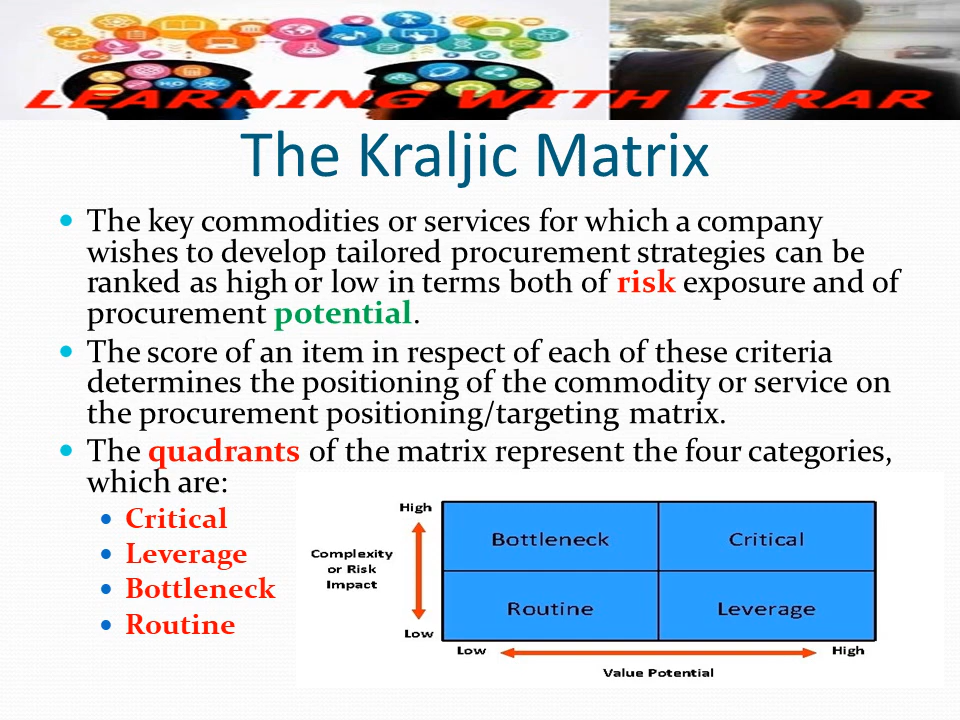 LEARNING WITH ISRAR
The Kraljic Matrix
The key commodities or services for which a company
wishes to develop tailored procurement strategies can be
ranked as high or low in terms both of risk exposure and of
procurement potential.
The score of an item in respect of each of these criteria
determines the positioning of the commodity or service on
the procurement positioning/targeting matrix.
The quadrants of the matrix represent the four categories,
which are:
Critical
Leverage
Bottleneck
Routine
High
Complexity
or Risk
Impact
Low
Bottleneck
Critical
Routine
Leverage
Low
High
Value Potential